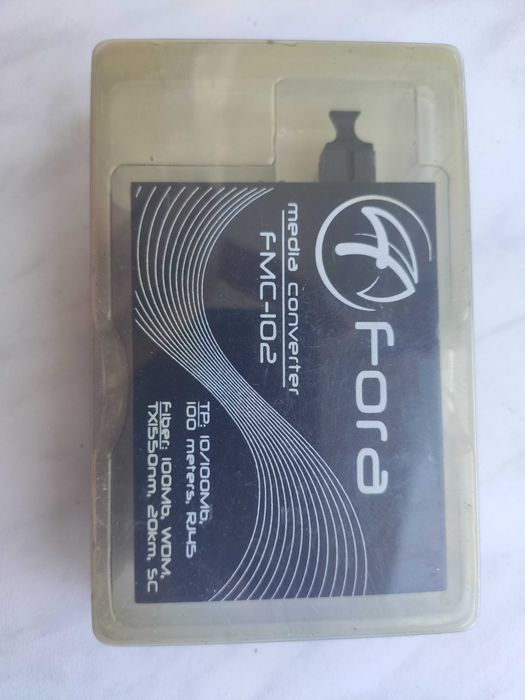 Fora
media converter
FMC-102
TP: 10/100Mb,
100 meters, RJ45
Fiber: 100Mb, WDM,
TX1550nm, 20km, SC